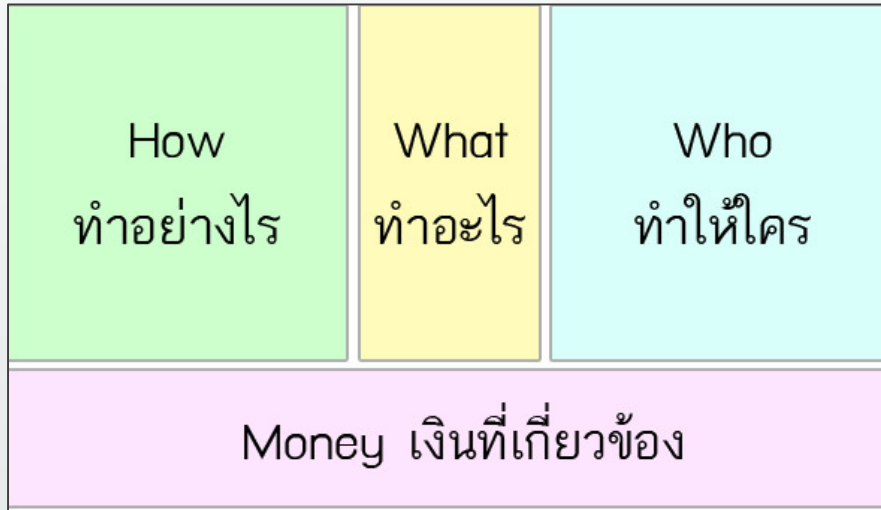 How
ทำอย่างไร
What
ทำอะไร
Who
ทำให้ใคร
Money เงินที่เกี่ยวข้อง